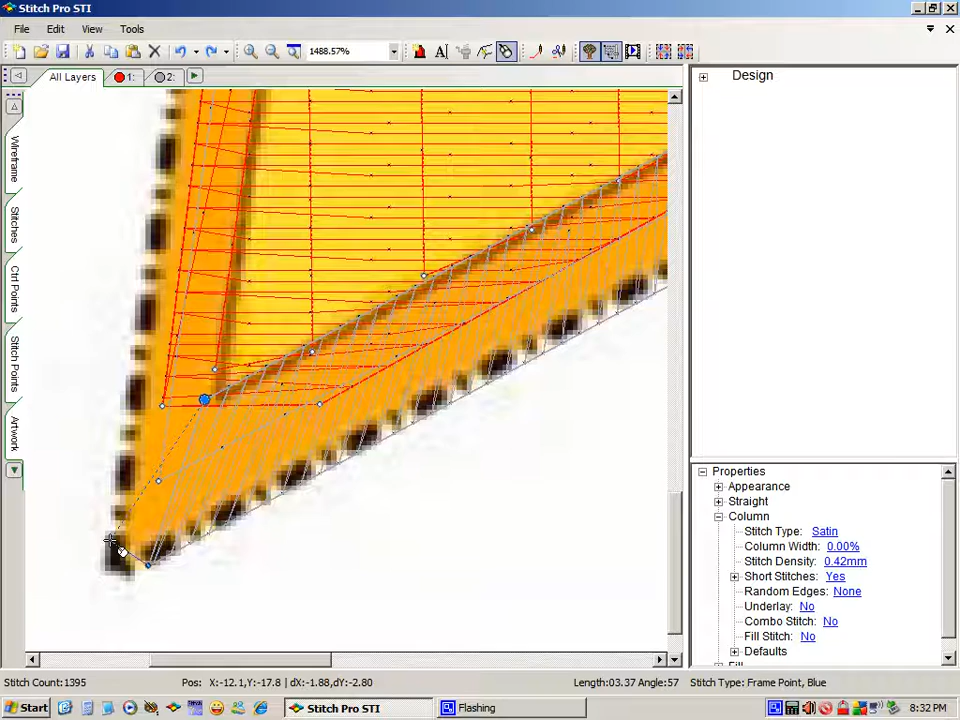 Stitch Pro STI
File Edit View Tools
1488.57%
All Layers 1: 2:
Wireframe
Stitches
Ctrl Points
Stitch Points
Artwork
Design
Properties
Appearance
Straight
Column
Stitch Type: Satin
Column Width: 0.00%
Stitch Density: 0.42mm
Short Stitches: Yes
Random Edges: None
Underlay: No
Combo Stitch: No
Fill Stitch: No
Defaults
Stitch Count:1395 Pos: X:-12.1,Y:-17.8 dX:-1.88,dY:-2.80 Length:03.37 Angle:57 Stitch Type: Frame Point, Blue
Start Stitch Pro STI Flashing 8:32 PM